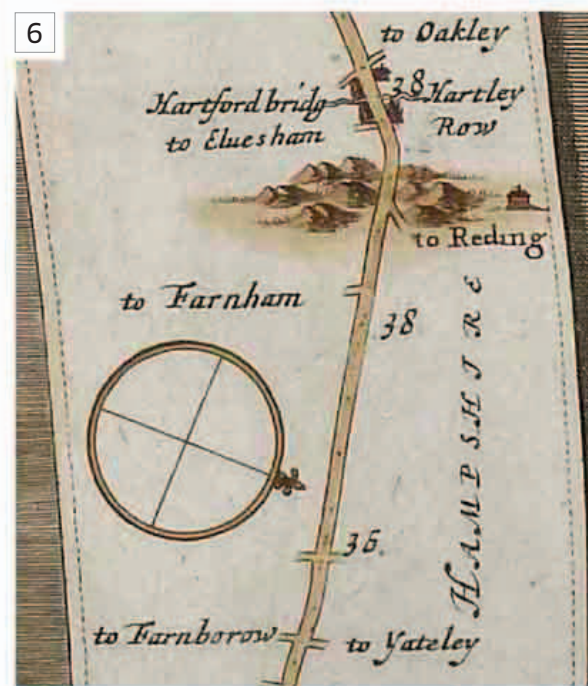 6
to Oakley
38
Hartford bridg
Hartley
Row
to Eluesham
to Reding
to Farnham
38
HAMPSHIRE
36
to Farnborow
to Yateley